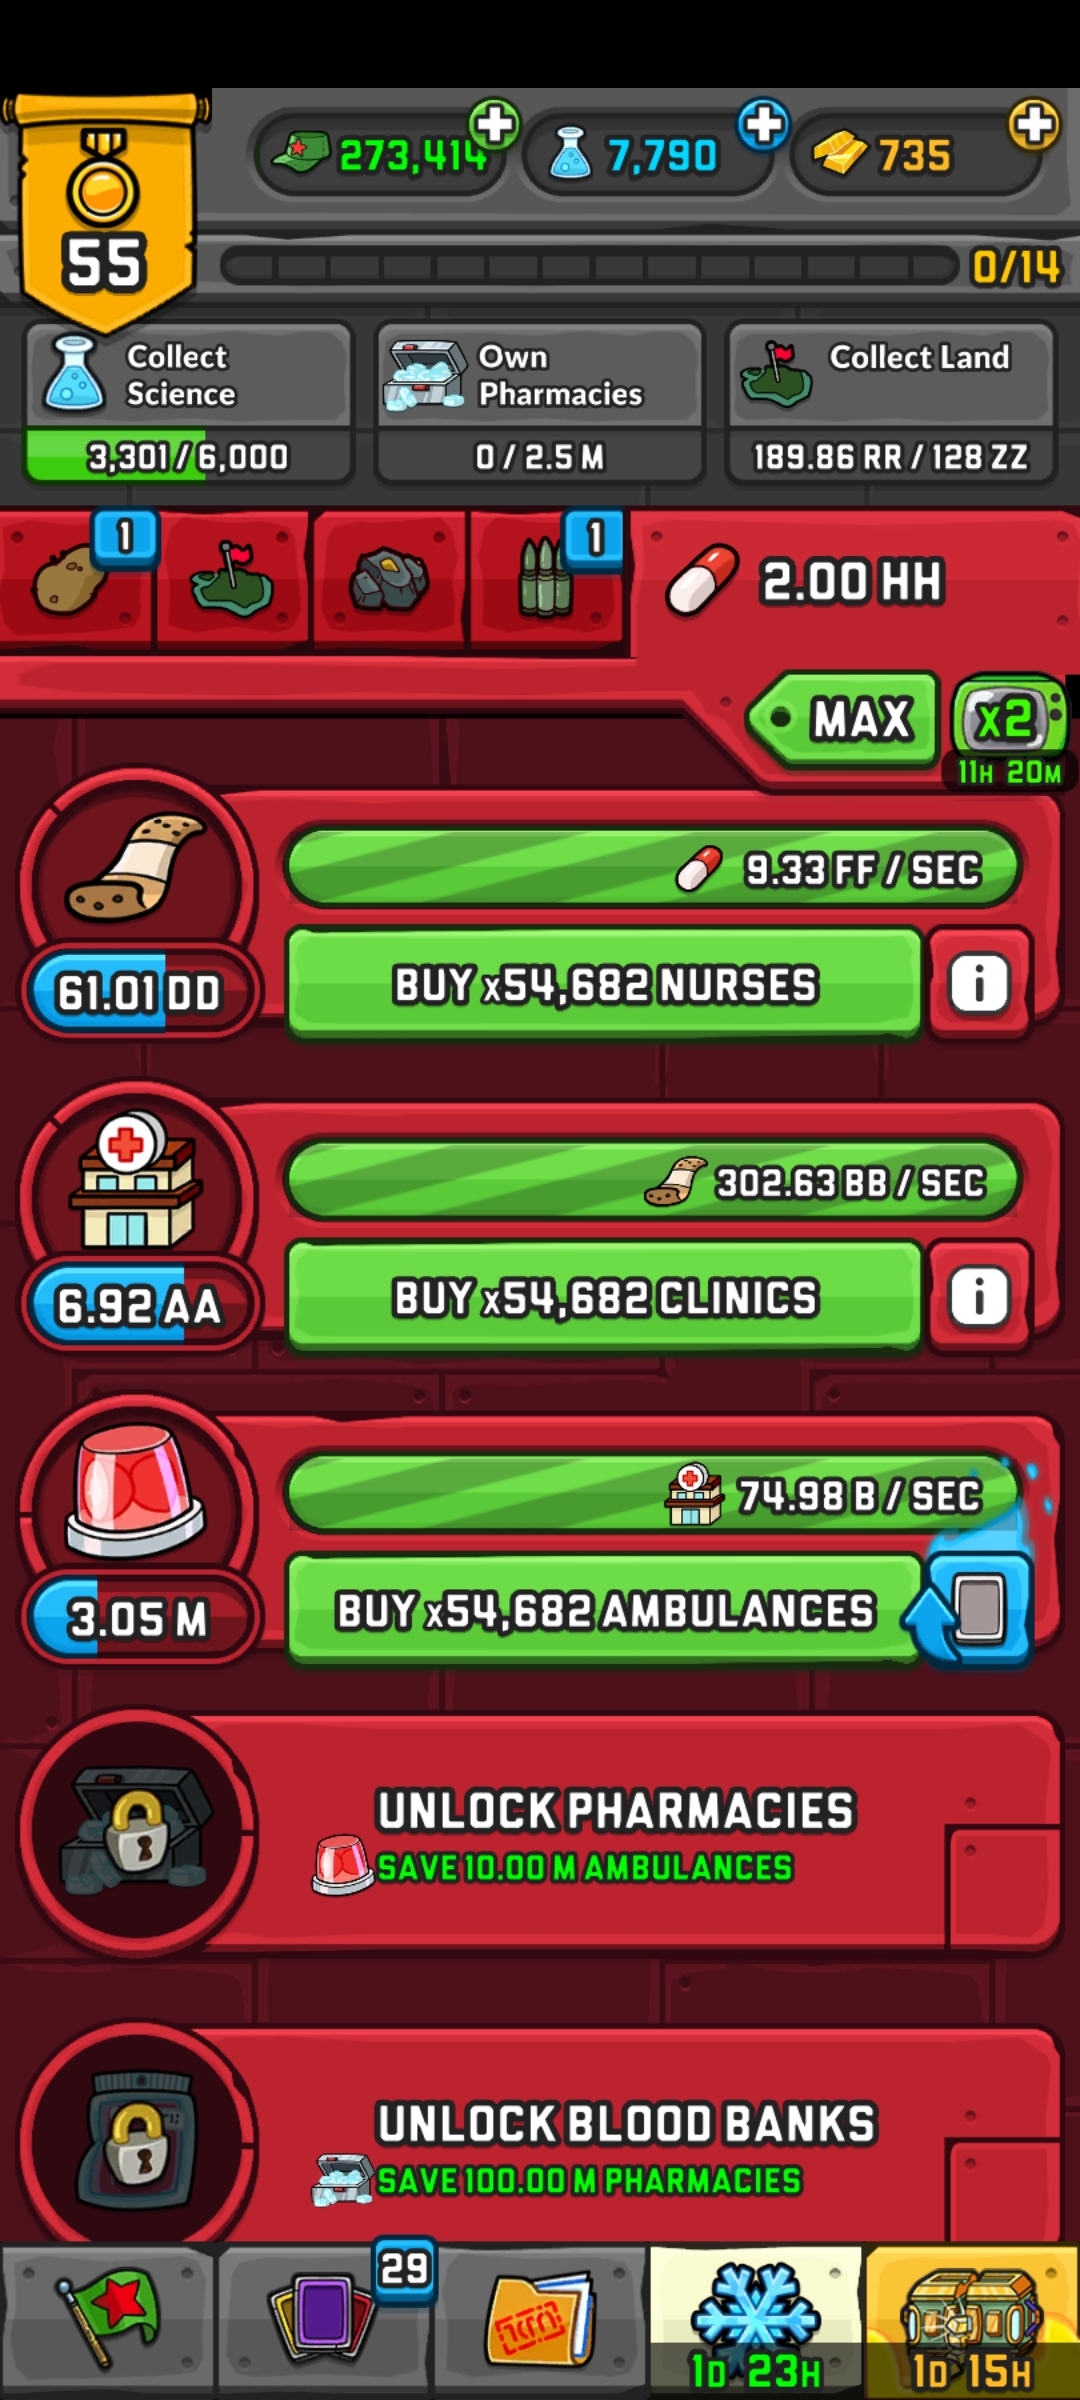 273,414
7,790
735
55
0/14
Collect
Science
3,301/6,000
Own
Pharmacies
0/2.5 M
Collect Land
189.86 RR/128 ZZ
1
1
2.00 HH
MAX
x2
11H 20M
9.33 FF/SEC
61.01 DD
BUY x54,682 NURSES
i
302.63 BB/SEC
6.92 AA
BUY x54,682 CLINICS
i
74.98 B/SEC
3.05 M
BUY x54,682 AMBULANCES
UNLOCK PHARMACIES
SAVE 10.00 M AMBULANCES
UNLOCK BLOOD BANKS
SAVE 100.00 M PHARMACIES
29
1D 23H
1D 15H